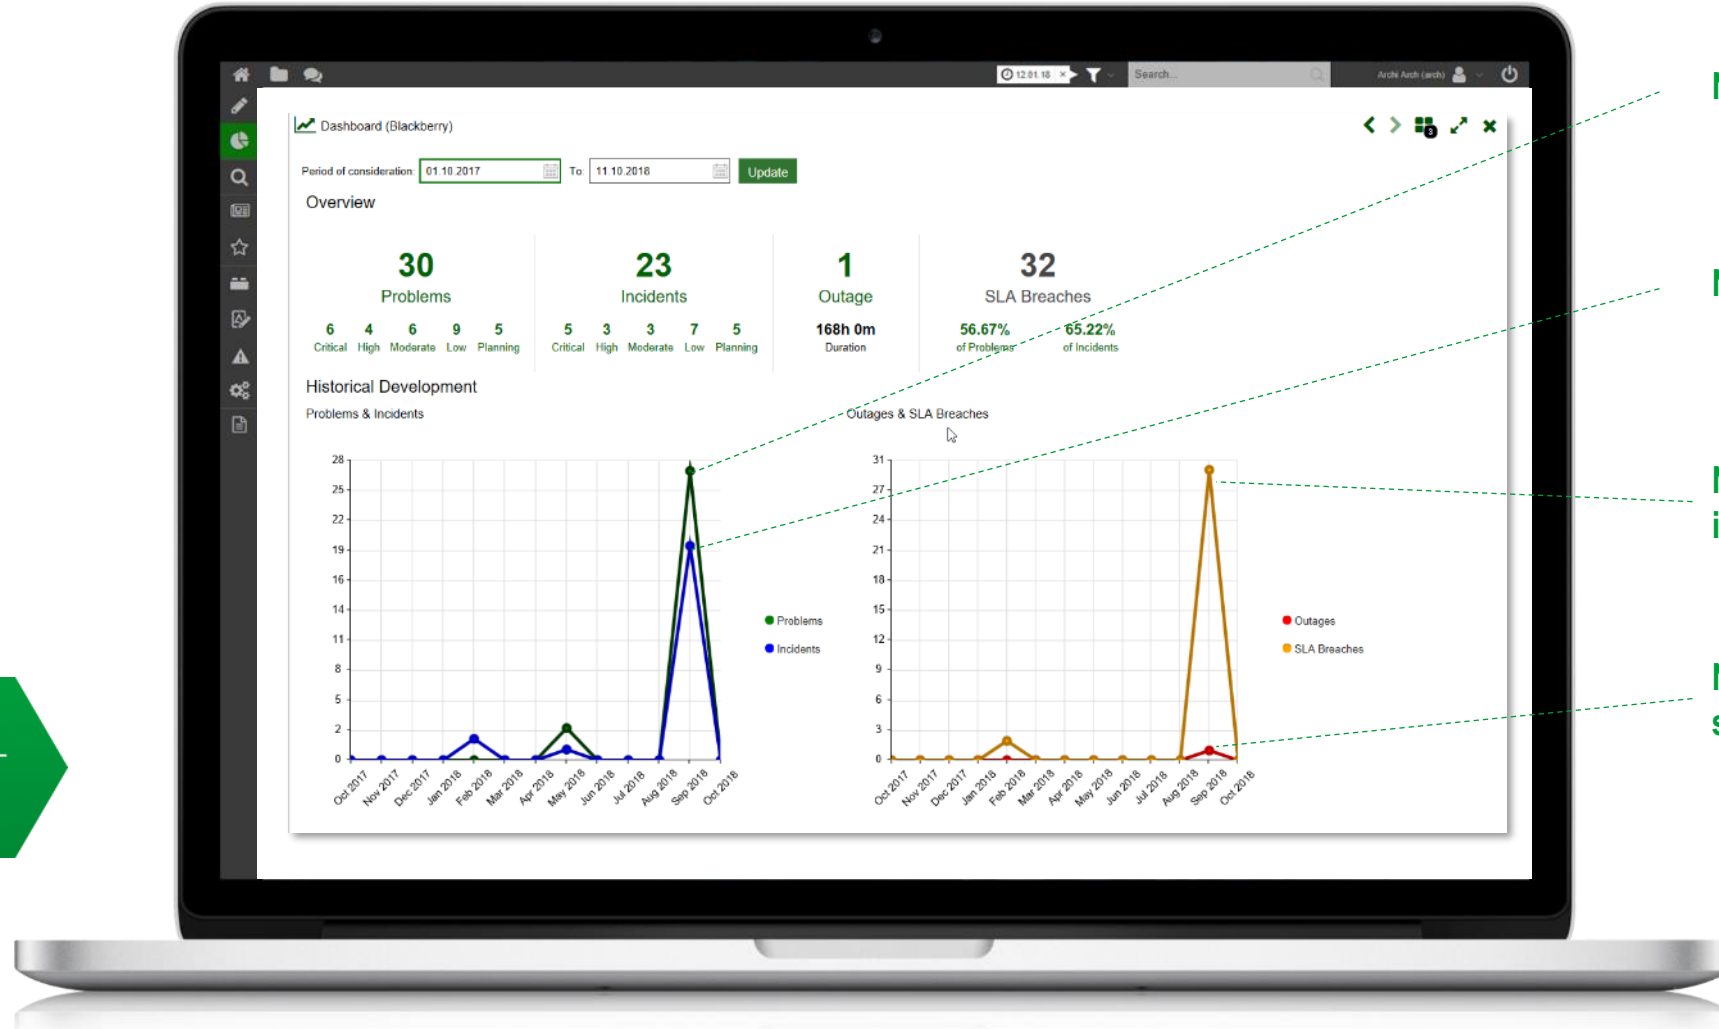 12.01.18 ×
Search...
Archi Arch (arch)
Dashboard (Blackberry)
3
Period of consideration: 01.10.2017 To: 11.10.2018 Update
Overview
30 23 1 32
Problems Incidents Outage SLA Breaches
6 4 6 9 5 5 3 3 7 5 168h 0m 56.67% 65.22%
Critical High Moderate Low Planning Critical High Moderate Low Planning Duration of Problems of Incidents
Historical Development
Problems & Incidents
28
25
22
19
16
14
11
8
5
2
0
Oct 2017 Nov 2017 Dec 2017 Jan 2018 Feb 2018 Mar 2018 Apr 2018 May 2018 Jun 2018 Jul 2018 Aug 2018 Sep 2018 Oct 2018
Problems
Incidents
Outages & SLA Breaches
31
27
24
21
18
15
12
9
6
3
0
Oct 2017 Nov 2017 Dec 2017 Jan 2018 Feb 2018 Mar 2018 Apr 2018 May 2018 Jun 2018 Jul 2018 Aug 2018 Sep 2018 Oct 2018
Outages
SLA Breaches